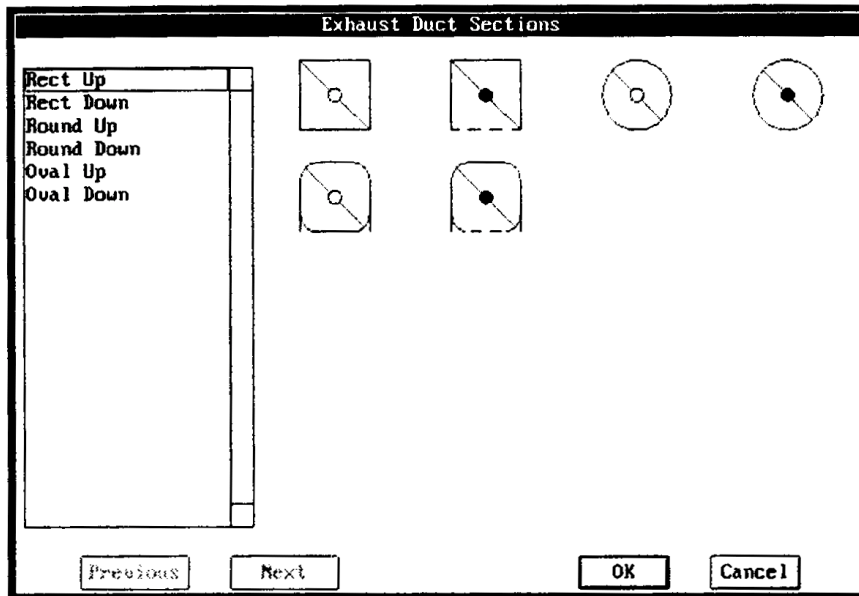 Exhaust Duct Sections
Rect Up
Rect Down
Round Up
Round Down
Oval Up
Oval Down
Previous
Next
OK
Cancel